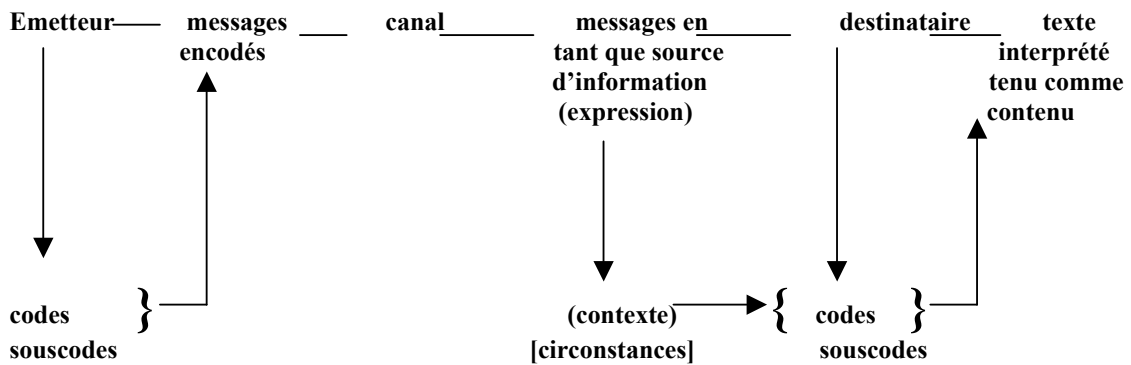 Emetteur messages canal messages en destinataire texte
encodés tant que source interprété
d'information tenu comme
(expression) contenu
codes } (contexte) { codes }
souscodes [circonstances] souscodes